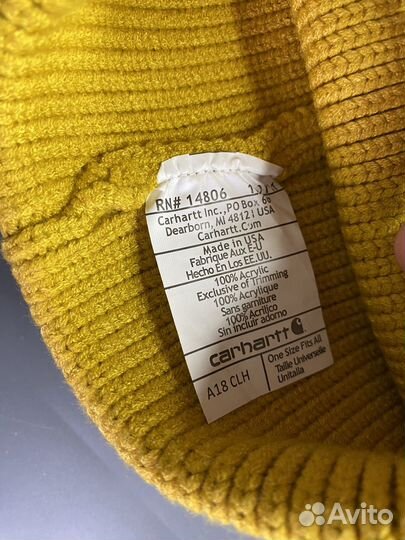 RN# 14806
Carhartt Inc., PO Box 66
Dearborn, MI 48121 USA
Carhartt.Com
Made in USA
Fabrique Aux E-U
Hecho En Los EE.UU.
100% Acrylic
Exclusive of Trimming
100% Acrylique
Sans garniture
100% Acrilico
Sin incluir adorno
carhartt
A18 CLH
One Size Fits All
Taille Universelle
Unitalla
Avito